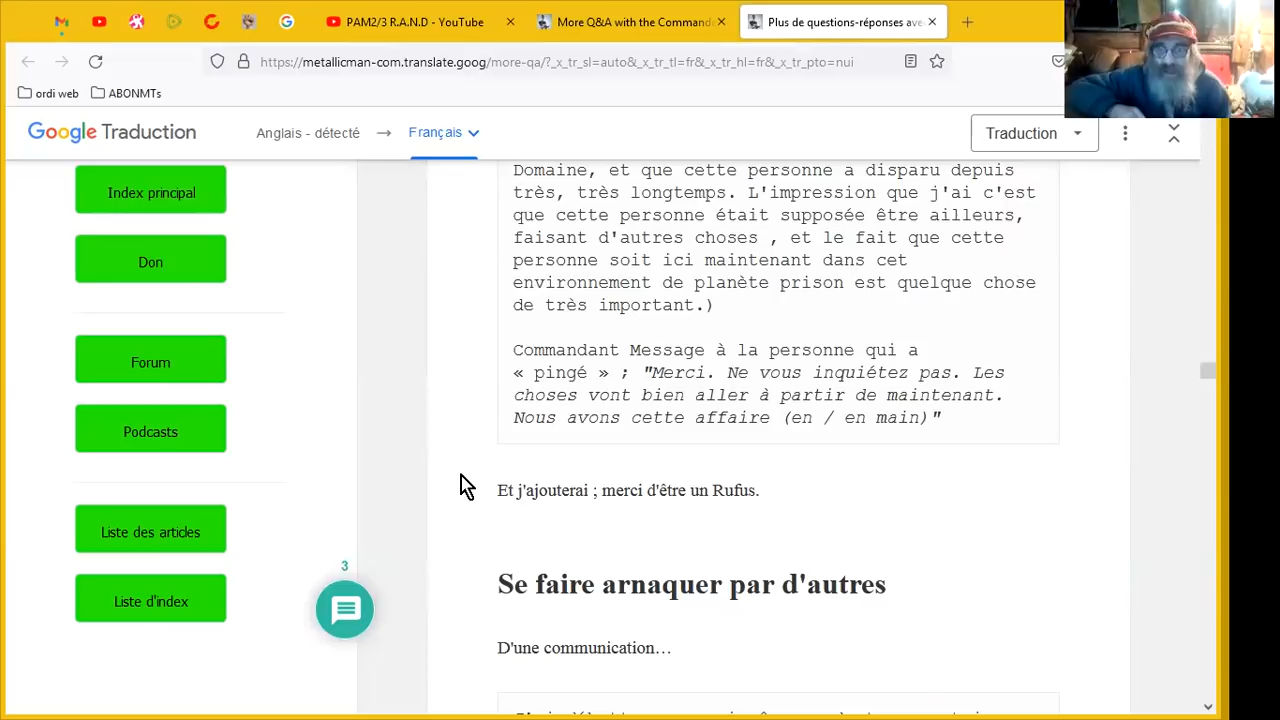 PAM2/3 R.A.N.D - YouTube
More Q&A with the Command
Plus de questions-réponses ave
https://metallicman-com.translate.goog/more-qa/?_x_tr_sl=auto&_x_tr_tl=fr&_x_tr_hl=fr&_x_tr_pto=nui
ordi web
ABONMTs
Google Traduction
Anglais - détecté
Français
Traduction
Index principal
Don
Forum
Podcasts
Liste des articles
Liste d'index
3
Domaine, et que cette personne a disparu depuis
très, très longtemps. L'impression que j'ai c'est
que cette personne était supposée être ailleurs,
faisant d'autres choses , et le fait que cette
personne soit ici maintenant dans cet
environnement de planète prison est quelque chose
de très important.)
Commandant Message à la personne qui a
« pingé » ; "Merci. Ne vous inquiétez pas. Les
choses vont bien aller à partir de maintenant.
Nous avons cette affaire (en / en main)"
Et j'ajouterai ; merci d'être un Rufus.
Se faire arnaquer par d'autres
D'une communication…